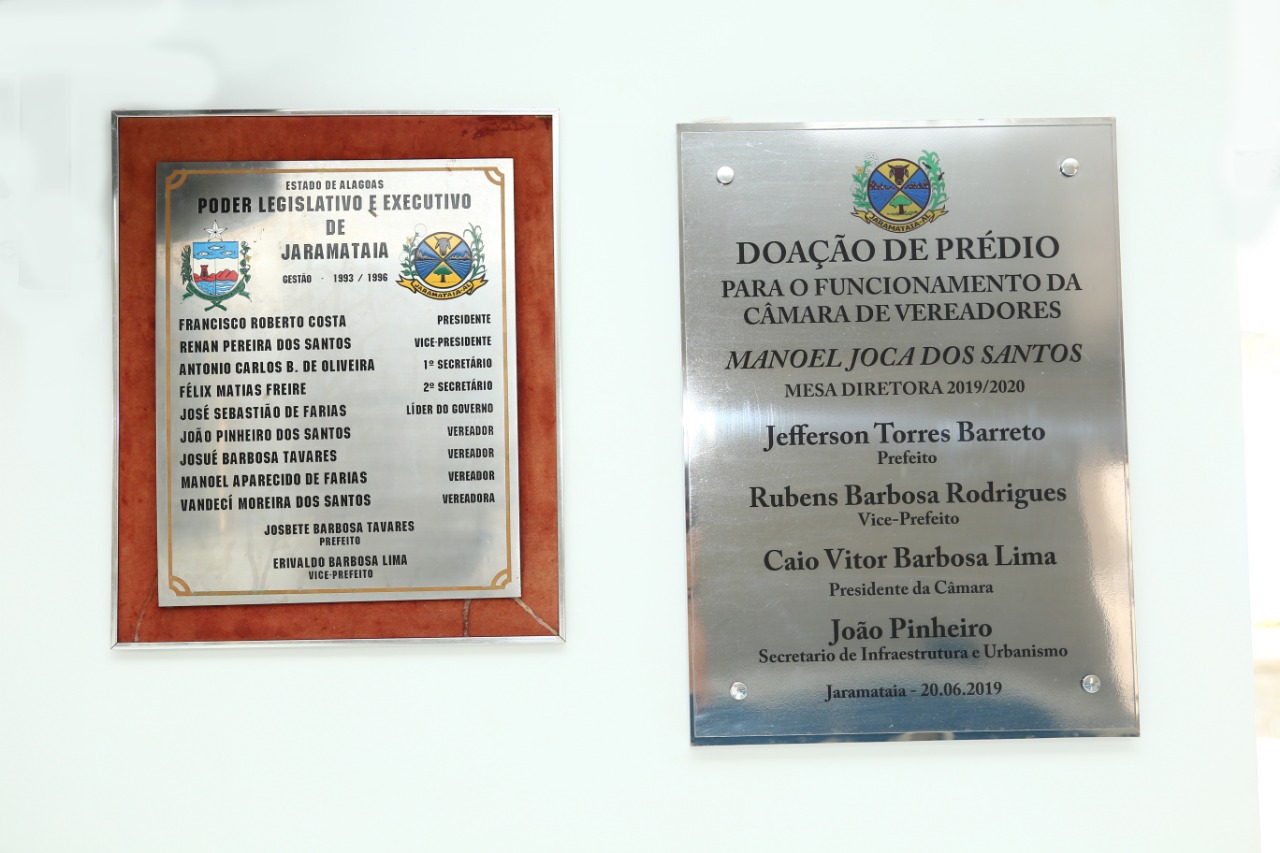 ESTADO DE ALAGOAS
PODER LEGISLATIVO E EXECUTIVO
DE
JARAMATAIA
GESTÃO - 1993 / 1996
JARAMATAIA-AL
FRANCISCO ROBERTO COSTA PRESIDENTE
RENAN PEREIRA DOS SANTOS VICE-PRESIDENTE
ANTONIO CARLOS B. DE OLIVEIRA 1º SECRETÁRIO
FÉLIX MATIAS FREIRE 2º SECRETÁRIO
JOSÉ SEBASTIÃO DE FARIAS LÍDER DO GOVERNO
JOÃO PINHEIRO DOS SANTOS VEREADOR
JOSUÉ BARBOSA TAVARES VEREADOR
MANOEL APARECIDO DE FARIAS VEREADOR
VANDECÍ MOREIRA DOS SANTOS VEREADORA
JOSBETE BARBOSA TAVARES
PREFEITO
ERIVALDO BARBOSA LIMA
VICE-PREFEITO
JARAMATAIA-AL
DOAÇÃO DE PRÉDIO
PARA O FUNCIONAMENTO DA
CÂMARA DE VEREADORES
MANOEL JOCA DOS SANTOS
MESA DIRETORA 2019/2020
Jefferson Torres Barreto
Prefeito
Rubens Barbosa Rodrigues
Vice-Prefeito
Caio Vitor Barbosa Lima
Presidente da Câmara
João Pinheiro
Secretario de Infraestrutura e Urbanismo
Jaramataia - 20.06.2019